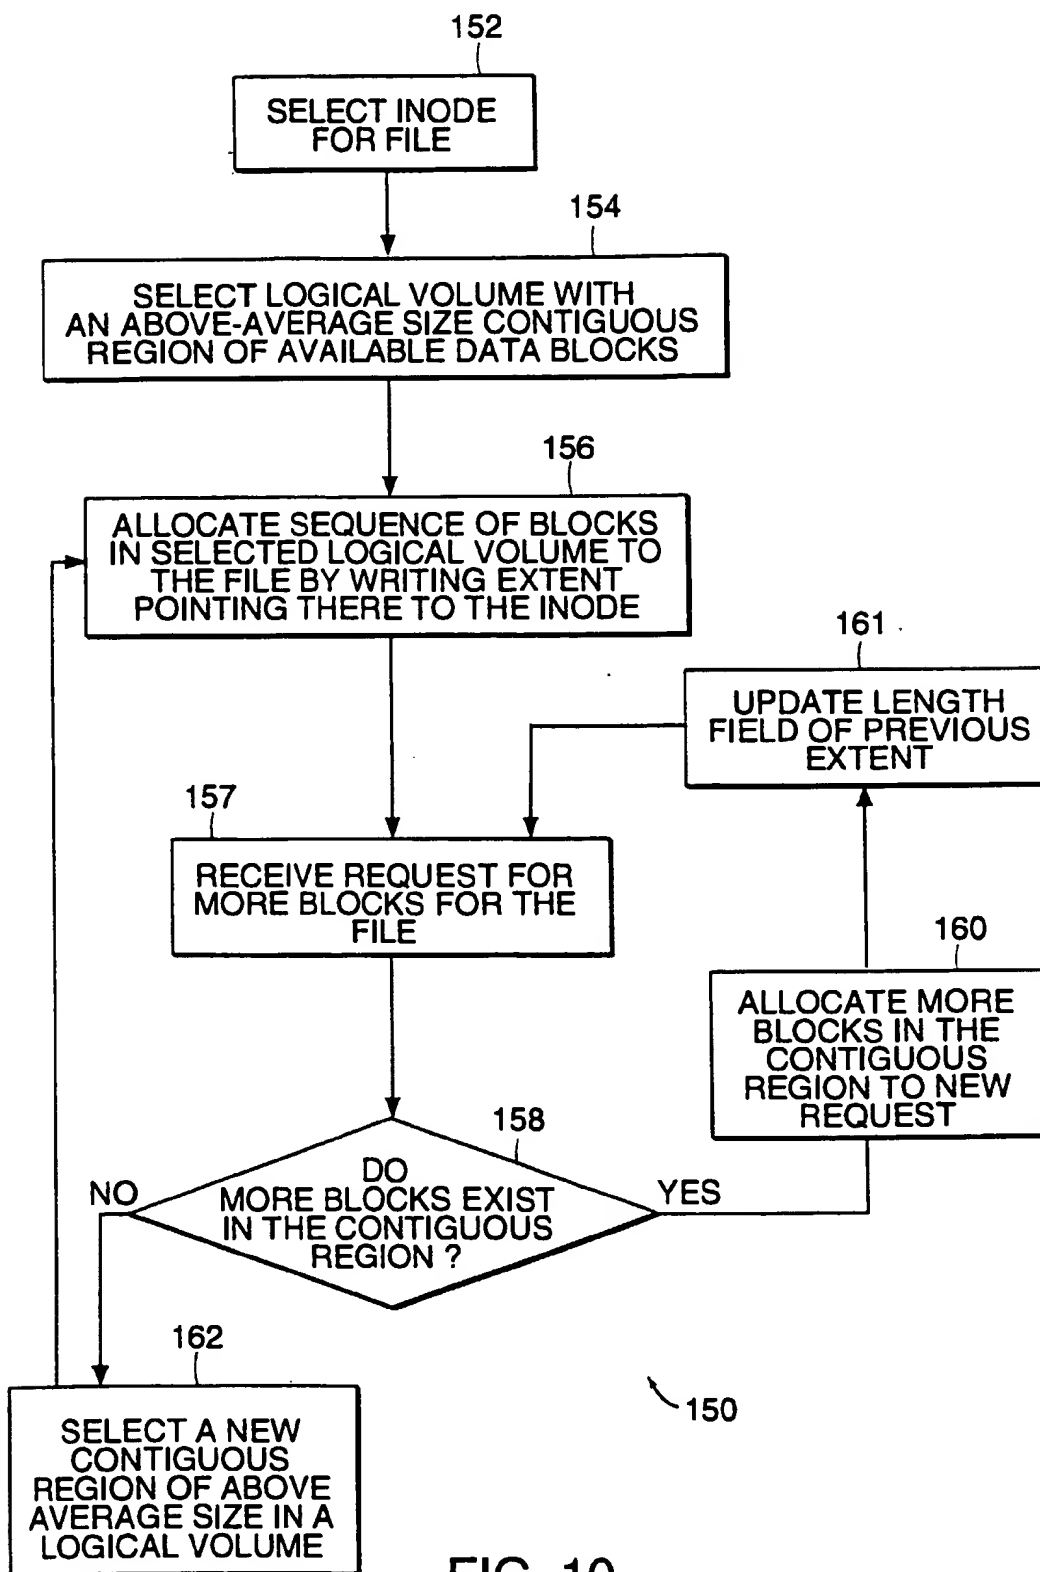 152
SELECT INODE
FOR FILE
154
SELECT LOGICAL VOLUME WITH
AN ABOVE-AVERAGE SIZE CONTIGUOUS
REGION OF AVAILABLE DATA BLOCKS
156
ALLOCATE SEQUENCE OF BLOCKS
IN SELECTED LOGICAL VOLUME TO
THE FILE BY WRITING EXTENT
POINTING THERE TO THE INODE
161
UPDATE LENGTH
FIELD OF PREVIOUS
EXTENT
157
RECEIVE REQUEST FOR
MORE BLOCKS FOR THE
FILE
160
ALLOCATE MORE
BLOCKS IN THE
CONTIGUOUS
REGION TO NEW
REQUEST
158
DO
MORE BLOCKS EXIST
IN THE CONTIGUOUS
REGION ?
NO
YES
162
SELECT A NEW
CONTIGUOUS
REGION OF ABOVE
AVERAGE SIZE IN A
LOGICAL VOLUME
150
FIG. 10